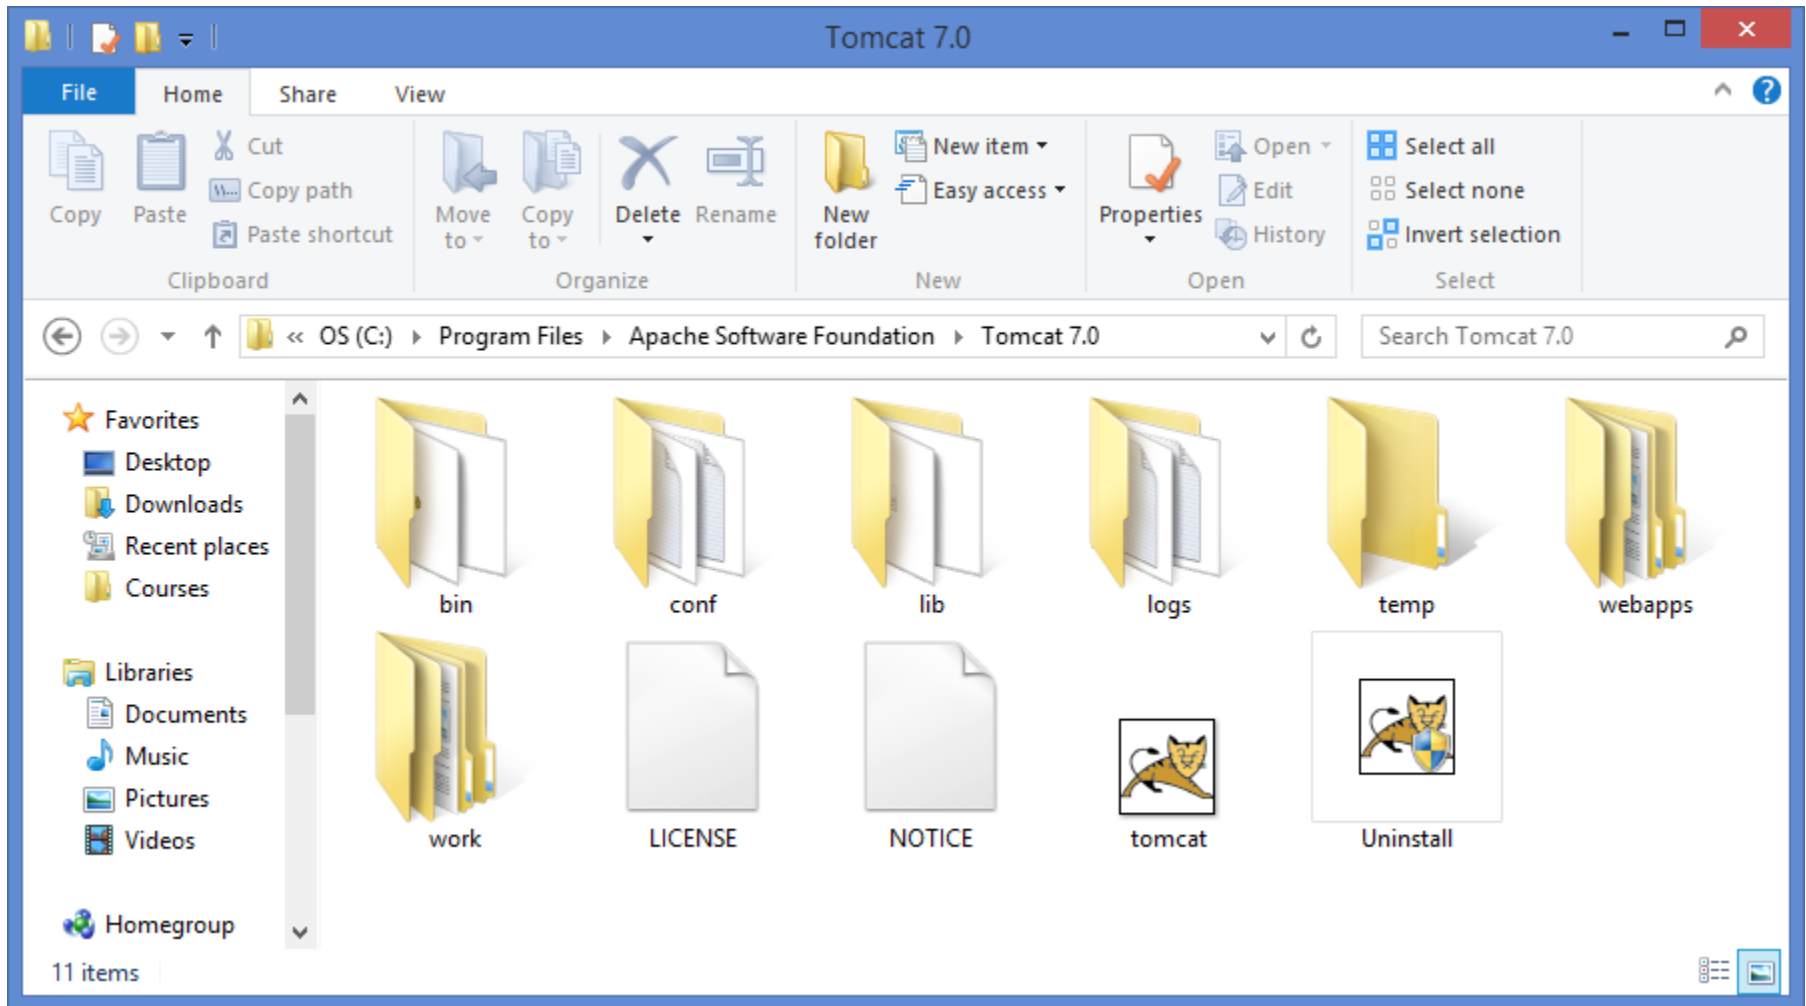 Tomcat 7.0
File Home Share View
Copy
Paste
Cut
Copy path
Paste shortcut
Clipboard
Move to
Copy to
Delete
Rename
Organize
New folder
New item
Easy access
New
Properties
Open
Edit
History
Open
Select all
Select none
Invert selection
Select
« OS (C:) Program Files Apache Software Foundation Tomcat 7.0
Search Tomcat 7.0
Favorites
Desktop
Downloads
Recent places
Courses
Libraries
Documents
Music
Pictures
Videos
Homegroup
bin conf lib logs temp webapps
work LICENSE NOTICE tomcat Uninstall
11 items